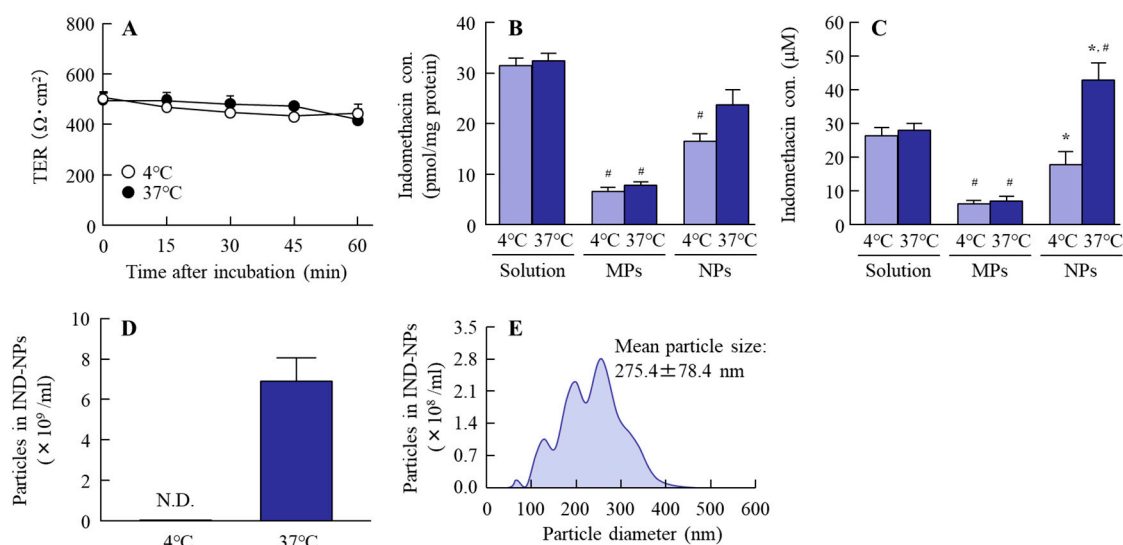 A
TER (Ω·cm²)
800
600
400
200
0
4℃
37℃
0 15 30 45 60
Time after incubation (min)
B
Indomethacin con.
(pmol/mg protein)
40
30
20
10
0
#
#
#
4℃ 37℃ 4℃ 37℃ 4℃ 37℃
Solution MPs NPs
C
Indomethacin con. (μM)
60
50
40
30
20
10
0
#
#
*
*, #
4℃ 37℃ 4℃ 37℃ 4℃ 37℃
Solution MPs NPs
D
Particles in IND-NPs
(×10⁹/ml)
10
8
6
4
2
0
N.D.
4℃ 37℃
E
Particles in IND-NPs
(×10⁸/ml)
3.5
2.8
2.1
1.4
0.7
0.0
Mean particle size:
275.4±78.4 nm
0 100 200 300 400 500 600
Particle diameter (nm)